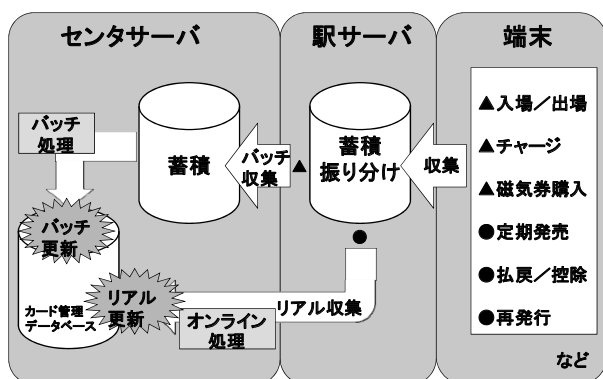 センタサーバ
駅サーバ
端末
バッチ
処理
蓄積
バッチ
収集
▲
蓄積
振り分け
収集
▲入場／出場
▲チャージ
▲磁気券購入
●定期発売
●払戻／控除
●再発行
など
バッチ
更新
カード管理
データベース
リアル
更新
オンライン
処理
リアル収集
●